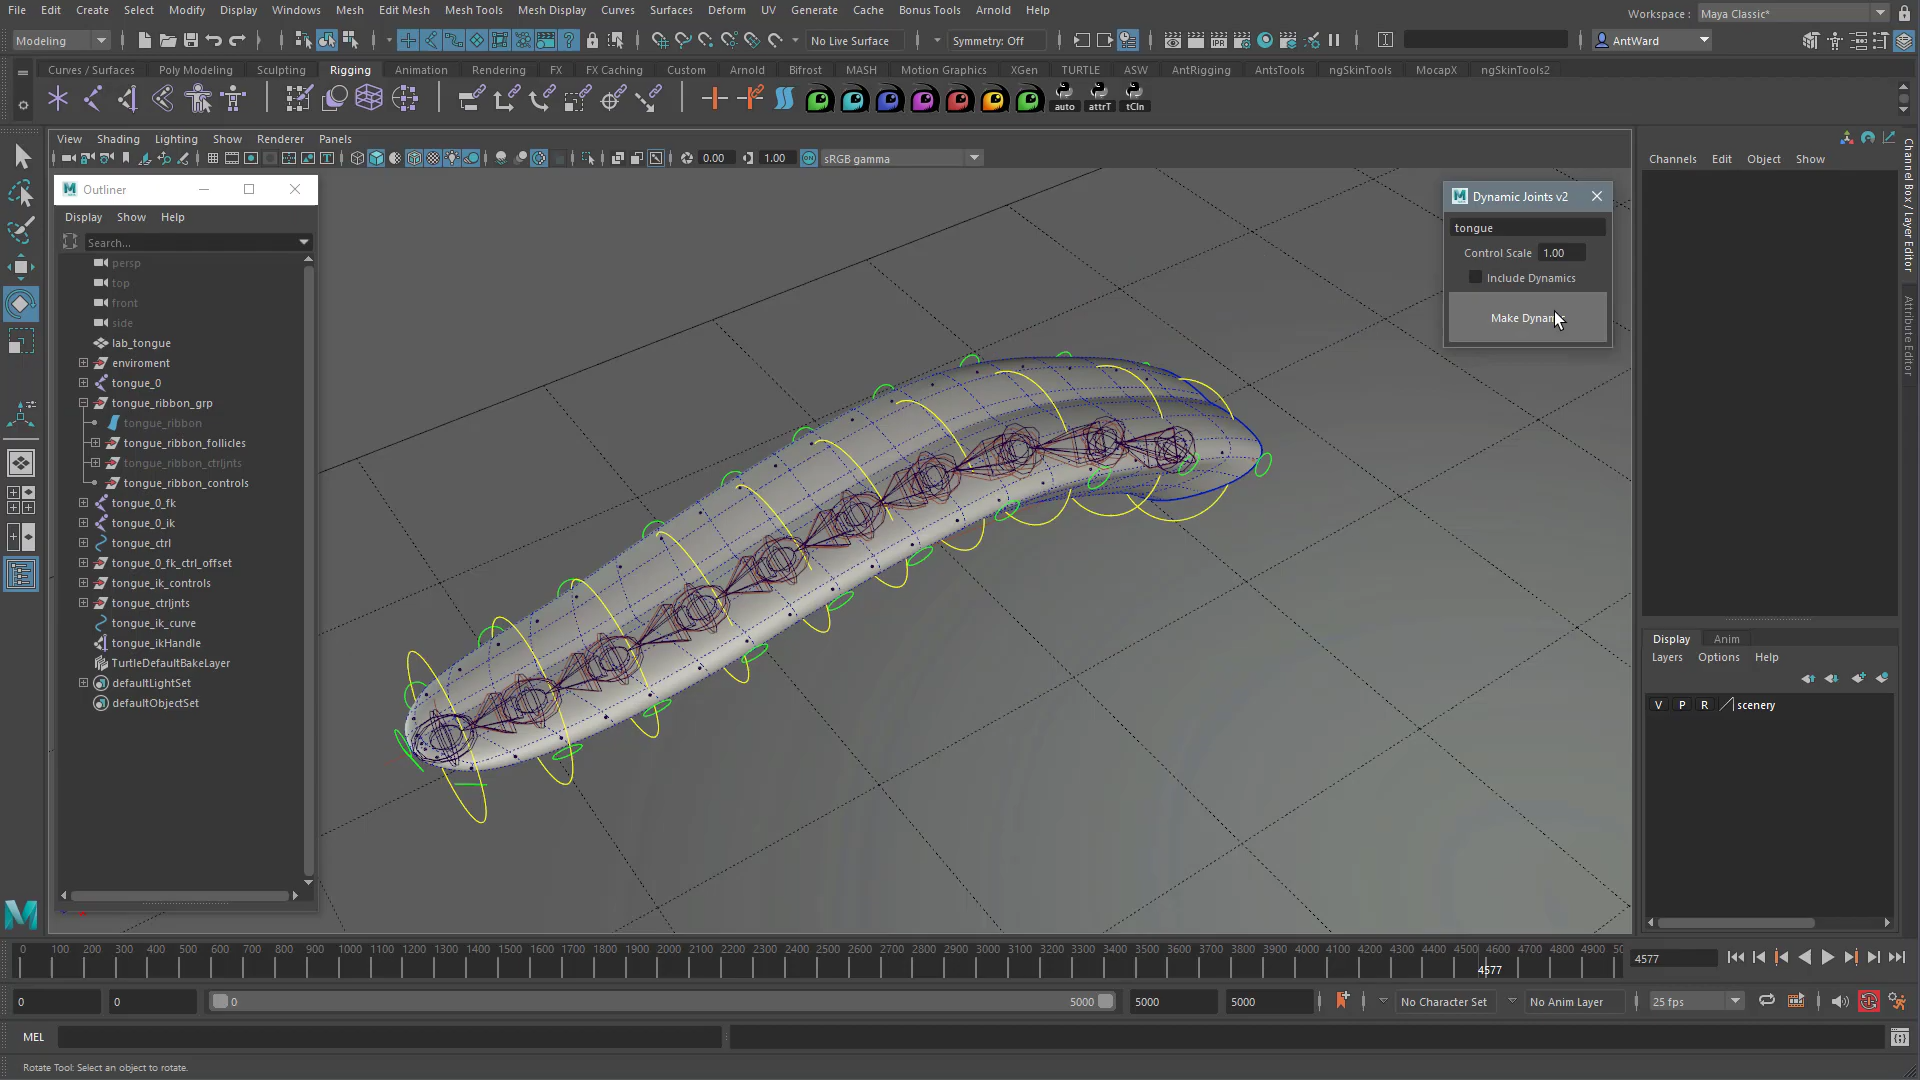 File Edit Create Select Modify Display Windows Mesh Edit Mesh Mesh Tools Mesh Display Curves Surfaces Deform UV Generate Cache Bonus Tools Arnold Help
Workspace : Maya Classic*
Modeling
No Live Surface
Symmetry: Off
AntWard
Curves / Surfaces Poly Modeling Sculpting Rigging Animation Rendering FX FX Caching Custom Arnold Bifrost MASH Motion Graphics XGen TURTLE ASW AntRigging AntsTools ngSkinTools MocapX ngSkinTools2
IPR
auto attrT tCln
View Shading Lighting Show Renderer Panels
0.00 1.00 ON sRGB gamma
Channels Edit Object Show
Channel Box / Layer Editor
Attribute Editor
Outliner
Display Show Help
Search...
persp
top
front
side
lab_tongue
enviroment
tongue_0
tongue_ribbon_grp
tongue_ribbon
tongue_ribbon_follicles
tongue_ribbon_ctrljnts
tongue_ribbon_controls
tongue_0_fk
tongue_0_ik
tongue_ctrl
tongue_0_fk_ctrl_offset
tongue_ik_controls
tongue_ctrljnts
tongue_ik_curve
tongue_ikHandle
TurtleDefaultBakeLayer
defaultLightSet
defaultObjectSet
Dynamic Joints v2
tongue
Control Scale 1.00
Include Dynamics
Make Dynam
Display Anim
Layers Options Help
V P R scenery
0 100 200 300 400 500 600 700 800 900 1000 1100 1200 1300 1400 1500 1600 1700 1800 1900 2000 2100 2200 2300 2400 2500 2600 2700 2800 2900 3000 3100 3200 3300 3400 3500 3600 3700 3800 3900 4000 4100 4200 4300 4400 4500 4600 4700 4800 4900
4577
4577
0 0 0 5000 5000 5000 No Character Set No Anim Layer 25 fps
MEL
Rotate Tool: Select an object to rotate.